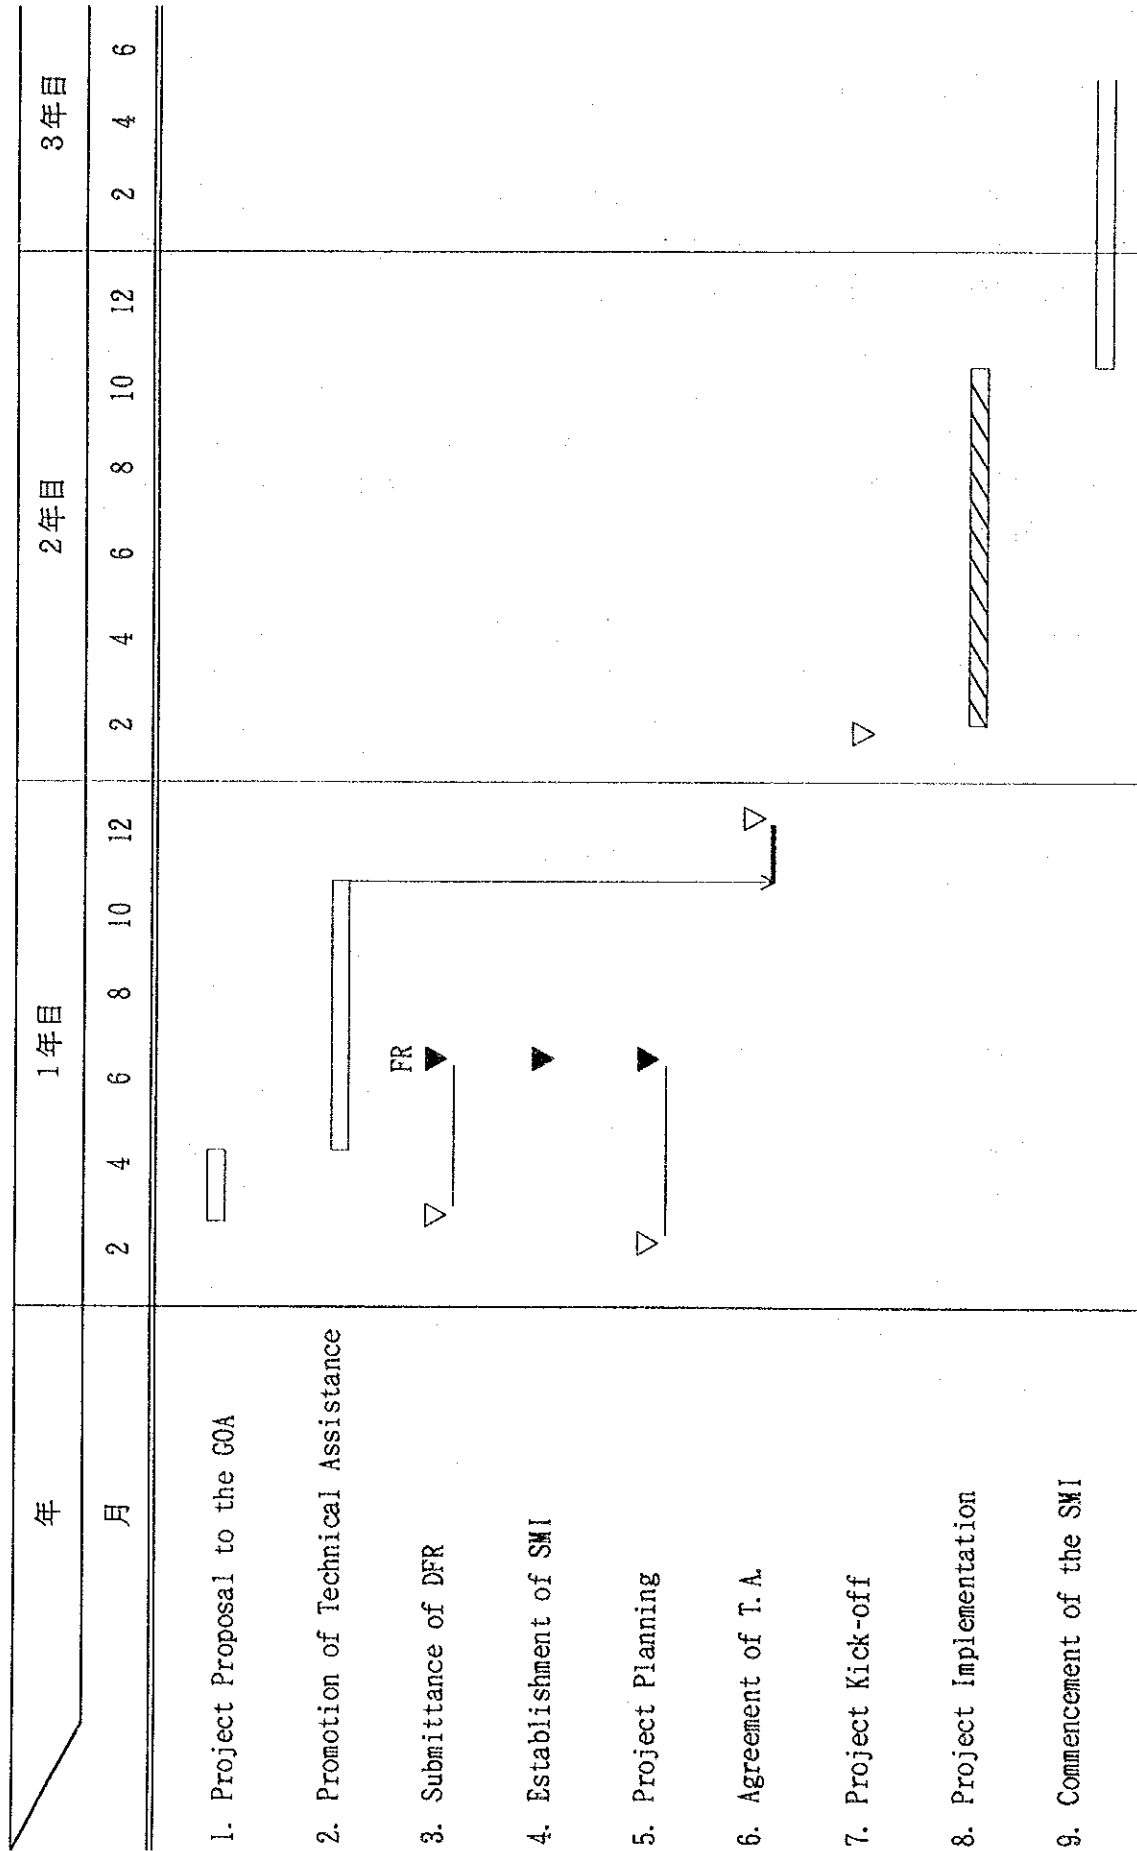 年 1年目 2年目 3年目
月 2 4 6 8 10 12 2 4 6 8 10 12 2 4 6
1. Project Proposal to the GOA
2. Promotion of Technical Assistance
FR
3. Submittance of DFR
4. Establishment of SMI
5. Project Planning
6. Agreement of T.A.
7. Project Kick-off
8. Project Implementation
9. Commencement of the SMI